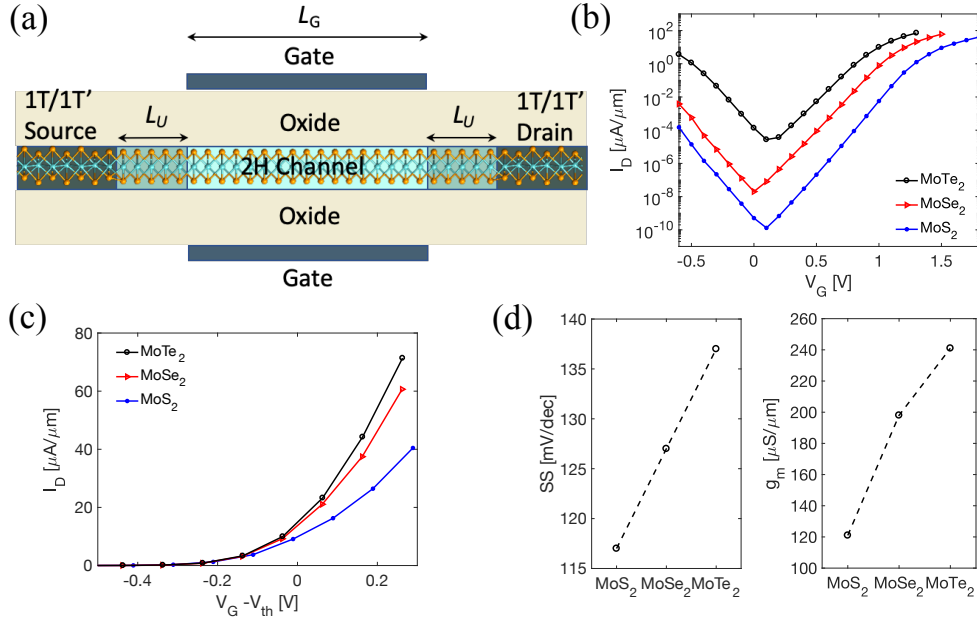 (a)
L_G
Gate
1T/1T'
Source
L_U
Oxide
L_U
1T/1T'
Drain
2H Channel
Oxide
Gate
(b)
I_D [μA/μm]
10^2
10^0
10^-2
10^-4
10^-6
10^-8
10^-10
MoTe_2
MoSe_2
MoS_2
-0.5
0
0.5
1
1.5
V_G [V]
(c)
I_D [μA/μm]
80
60
40
20
0
MoTe_2
MoSe_2
MoS_2
-0.4
-0.2
0
0.2
V_G -V_th [V]
(d)
SS [mV/dec]
140
135
130
125
120
115
MoS_2 MoSe_2 MoTe_2
g_m [μS/μm]
260
240
220
200
180
160
140
120
100
MoS_2 MoSe_2 MoTe_2